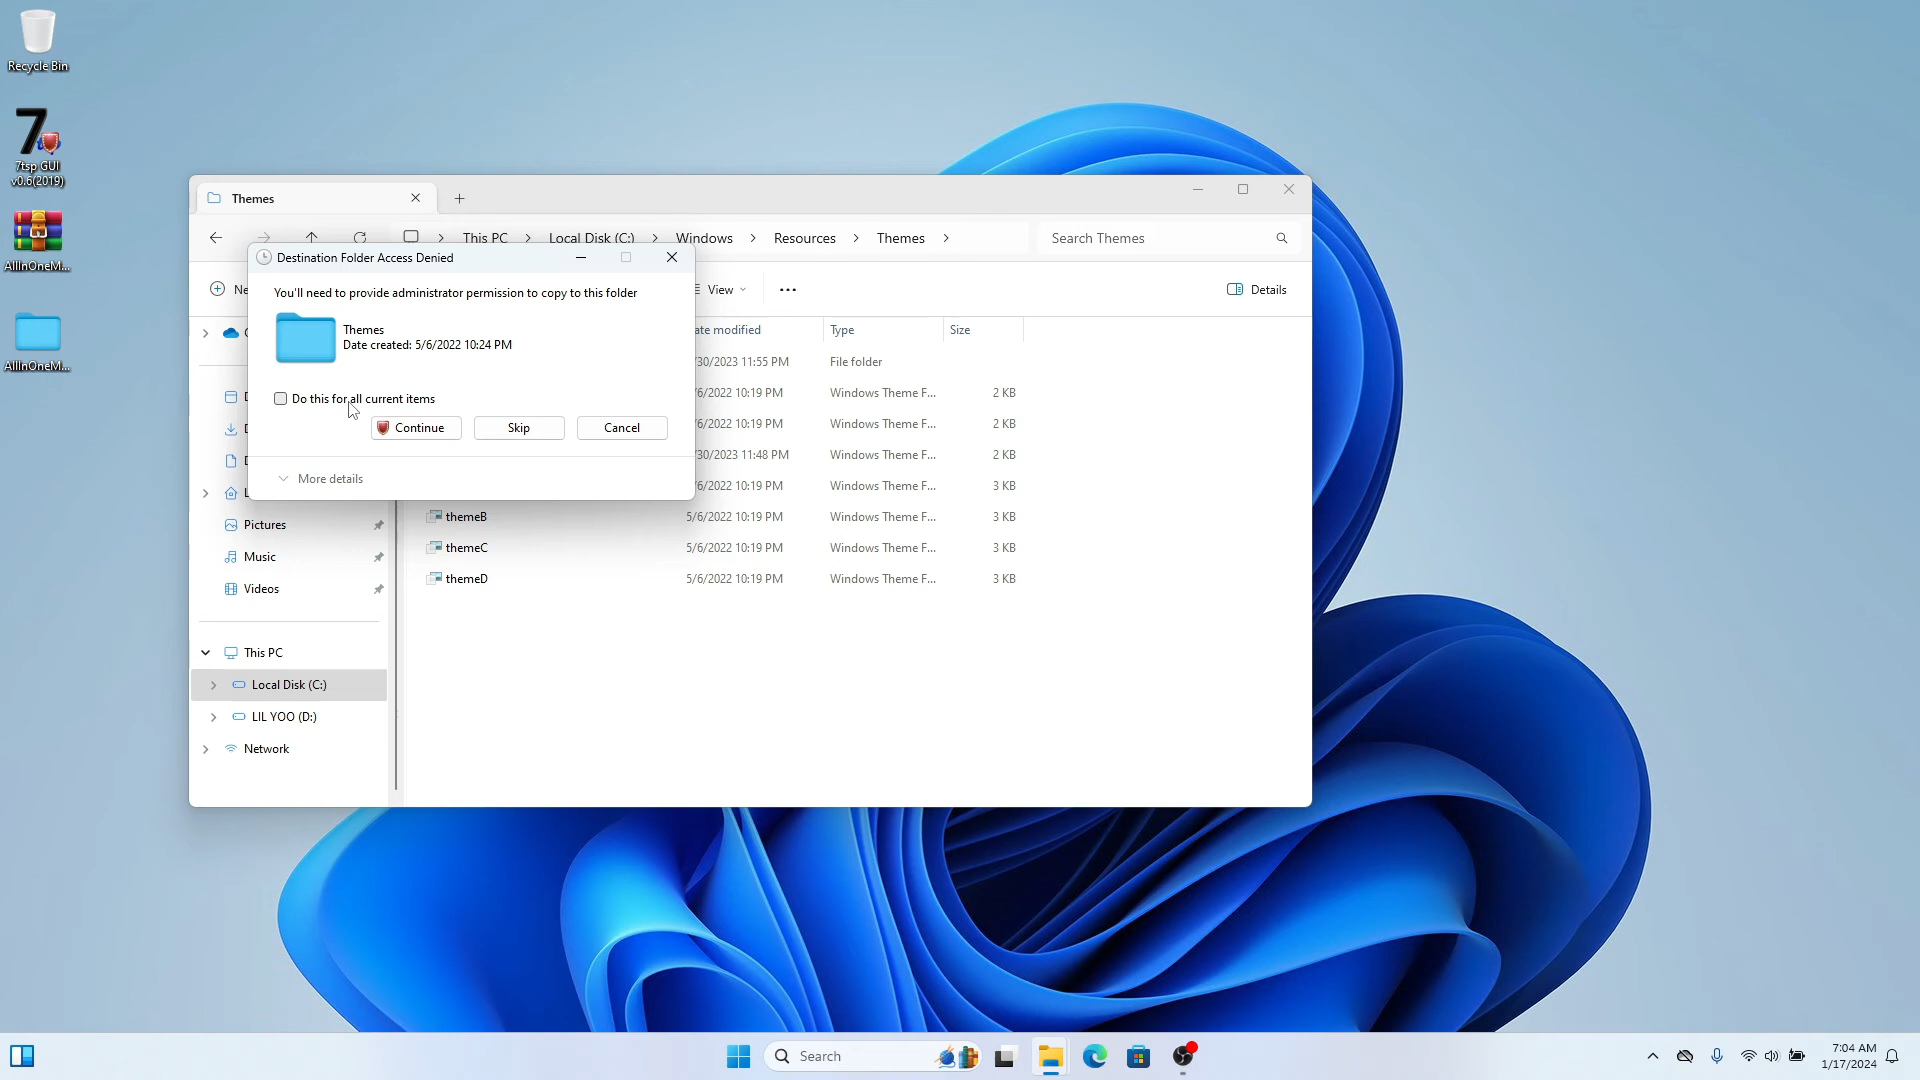 Recycle Bin
7tsp GUI
v0.6(2019)
AllInOneM...
AllInOneM...
Themes
This PC
Local Disk (C:)
Windows
Resources
Themes
Search Themes
Ne
View
Details
Destination Folder Access Denied
You'll need to provide administrator permission to copy to this folder
Themes
Date created: 5/6/2022 10:24 PM
Do this for all current items
Continue
Skip
Cancel
More details
ate modified
Type
Size
/30/2023 11:55 PM
File folder
/6/2022 10:19 PM
Windows Theme F...
2 KB
/6/2022 10:19 PM
Windows Theme F...
2 KB
/30/2023 11:48 PM
Windows Theme F...
2 KB
/6/2022 10:19 PM
Windows Theme F...
3 KB
themeB
5/6/2022 10:19 PM
Windows Theme F...
3 KB
themeC
5/6/2022 10:19 PM
Windows Theme F...
3 KB
themeD
5/6/2022 10:19 PM
Windows Theme F...
3 KB
Pictures
Music
Videos
This PC
Local Disk (C:)
LIL YOO (D:)
Network
Search
7:04 AM
1/17/2024